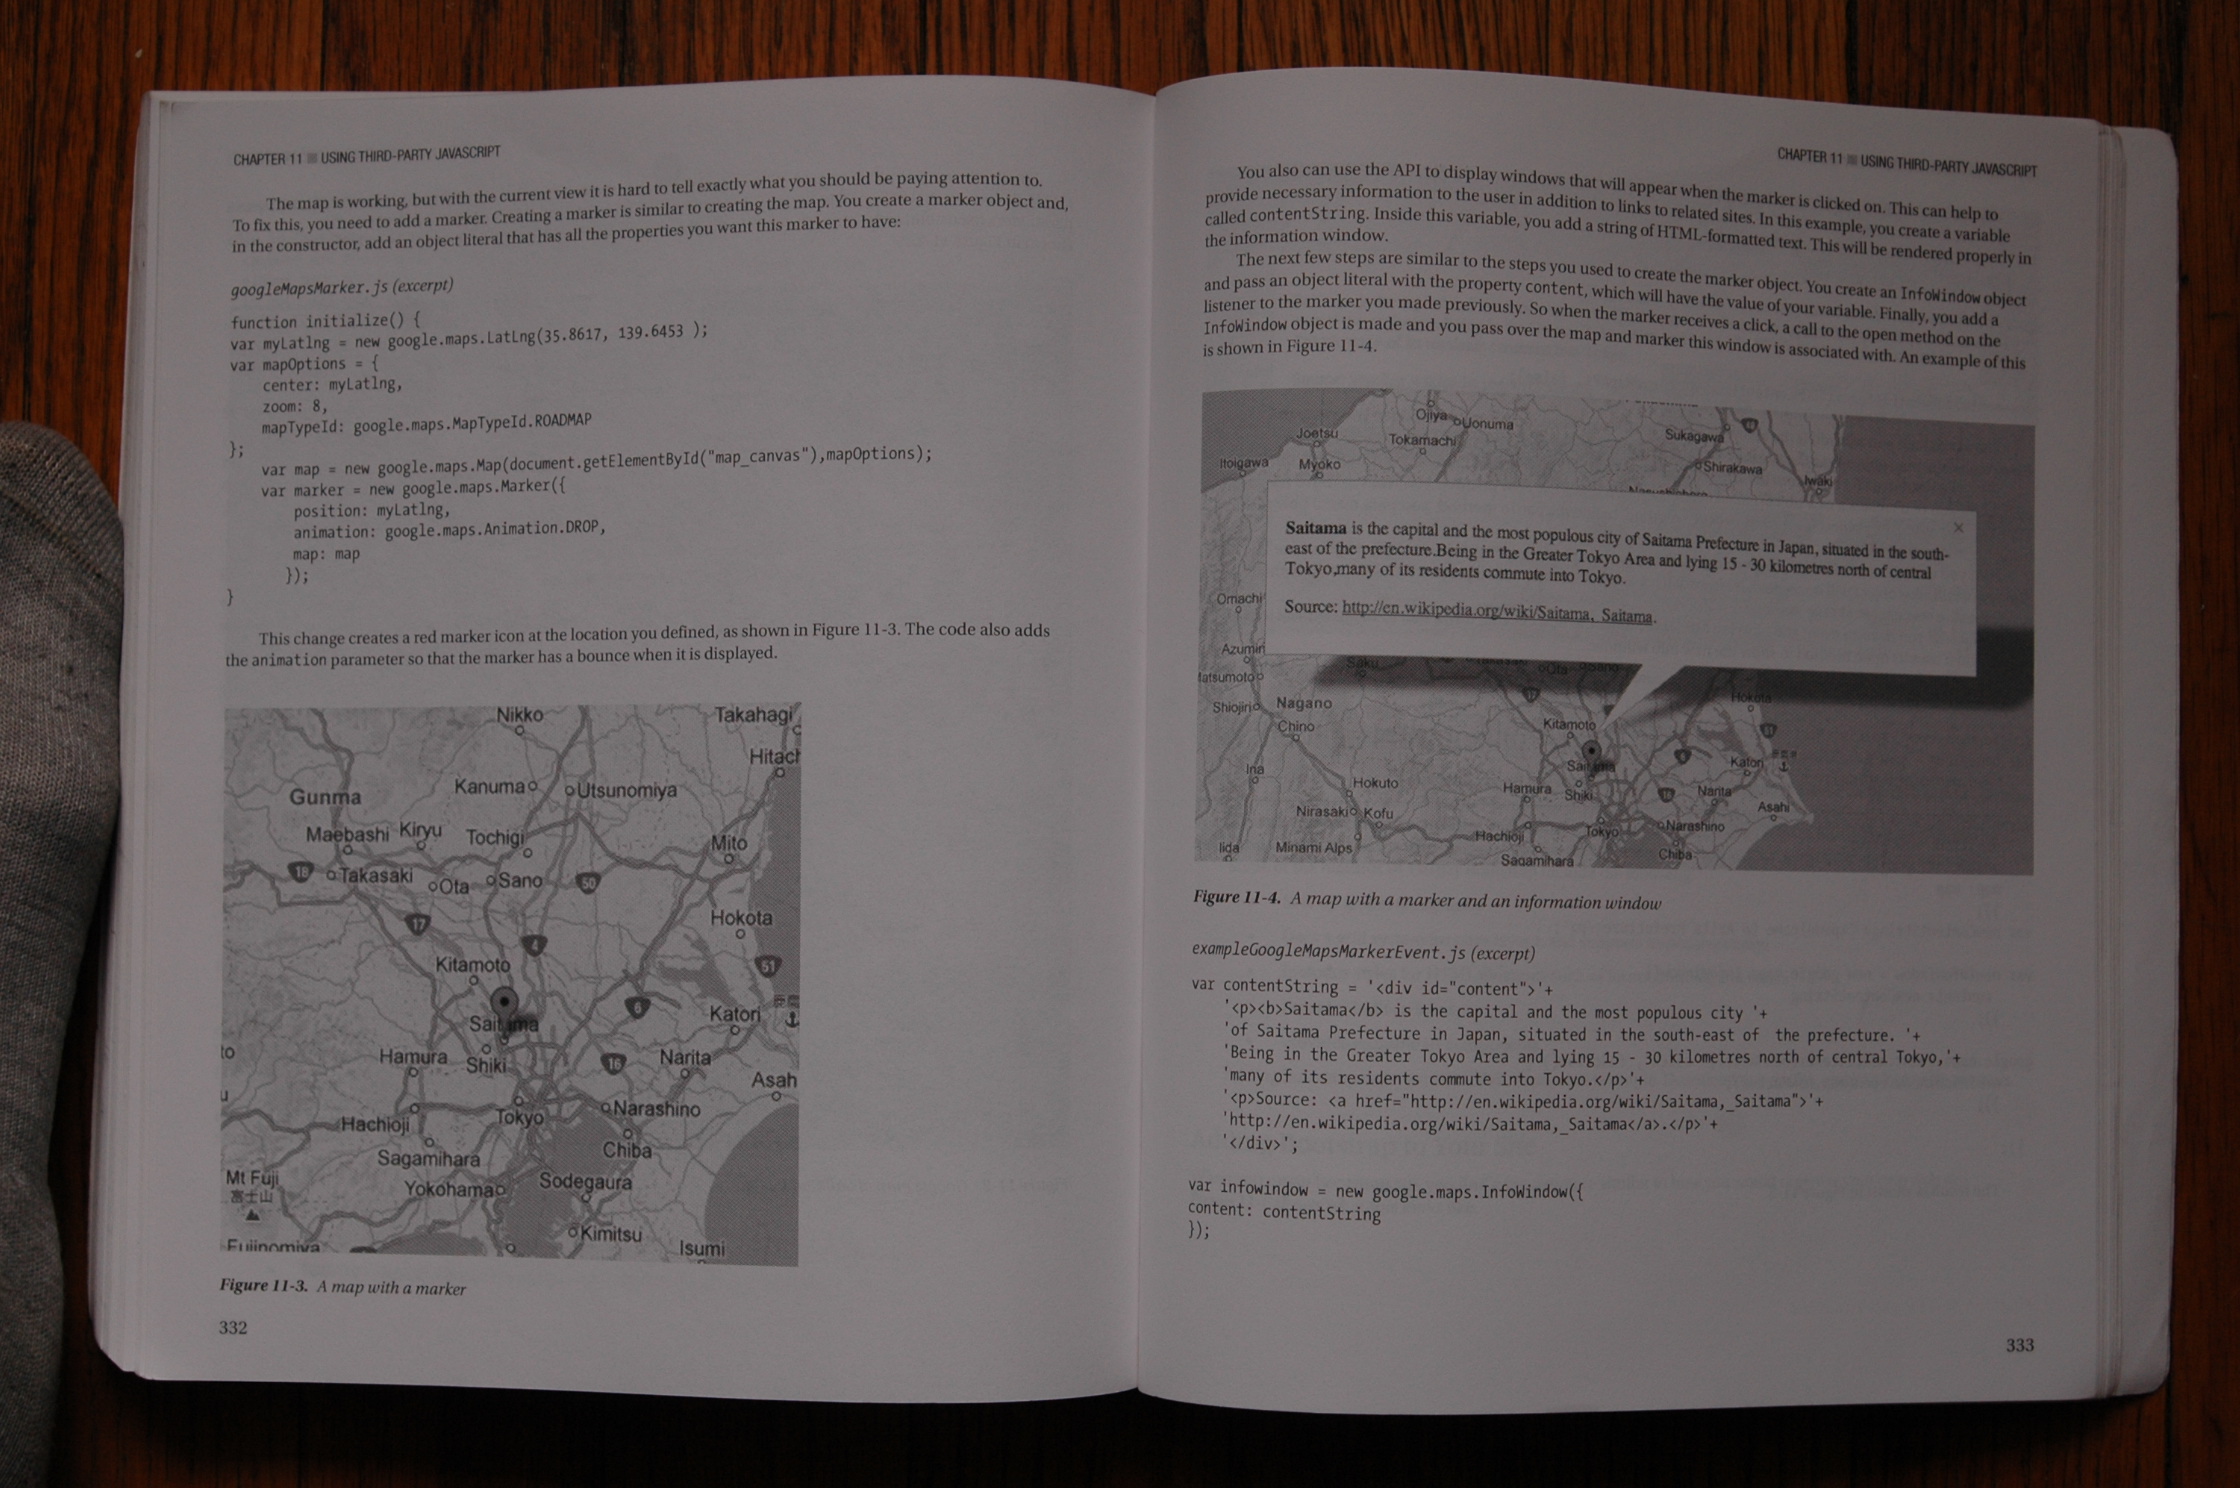 CHAPTER 11 ■ USING THIRD-PARTY JAVASCRIPT
The map is working, but with the current view it is hard to tell exactly what you should be paying attention to.
To fix this, you need to add a marker. Creating a marker is similar to creating the map. You create a marker object and,
in the constructor, add an object literal that has all the properties you want this marker to have:
googleMapsMarker.js (excerpt)
function initialize() {
var myLatlng = new google.maps.LatLng(35.8617, 139.6453 );
var mapOptions = {
center: myLatlng,
zoom: 8,
mapTypeId: google.maps.MapTypeId.ROADMAP
};
var map = new google.maps.Map(document.getElementById("map_canvas"),mapOptions);
var marker = new google.maps.Marker({
position: myLatlng,
animation: google.maps.Animation.DROP,
map: map
});
}
This change creates a red marker icon at the location you defined, as shown in Figure 11-3. The code also adds
the animation parameter so that the marker has a bounce when it is displayed.
Nikko
Takahagi
Hitach
Gunma
Kanuma
Utsunomiya
Maebashi
Kiryu
Tochigi
Mito
18
Takasaki
Ota
Sano
50
17
4
Hokota
Kitamoto
6
51
Saitama
Katori
to
Hamura
Shiki
16
Narita
Asah
u
Hachioji
Tokyo
Narashino
Sagamihara
Chiba
Mt Fuji
富士山
Yokohama
Sodegaura
Fujinomiya
Kimitsu
Isumi
Figure 11-3. A map with a marker
332
CHAPTER 11 ■ USING THIRD-PARTY JAVASCRIPT
You also can use the API to display windows that will appear when the marker is clicked on. This can help to
provide necessary information to the user in addition to links to related sites. In this example, you create a variable
called contentString. Inside this variable, you add a string of HTML-formatted text. This will be rendered properly in
the information window.
The next few steps are similar to the steps you used to create the marker object. You create an InfoWindow object
and pass an object literal with the property content, which will have the value of your variable. Finally, you add a
listener to the marker you made previously. So when the marker receives a click, a call to the open method on the
InfoWindow object is made and you pass over the map and marker this window is associated with. An example of this
is shown in Figure 11-4.
Ojiya
Uonuma
Joetsu
Tokamachi
Sukagawa
Itoigawa
Myoko
Shirakawa
Iwaki
×
Saitama is the capital and the most populous city of Saitama Prefecture in Japan, situated in the south-
east of the prefecture.Being in the Greater Tokyo Area and lying 15 - 30 kilometres north of central
Tokyo,many of its residents commute into Tokyo.
Source: http://en.wikipedia.org/wiki/Saitama,_Saitama.
Omachi
Azumin
Saku
latsumoto
Hokota
Shiojiri
Nagano
Chino
Kitamoto
Ina
Hokuto
Hamura
Saitama
Shiki
Narita
Katori
Nirasaki
Kofu
Asahi
Iida
Minami Alps
Hachioji
Tokyo
Narashino
Sagamihara
Chiba
Figure 11-4. A map with a marker and an information window
exampleGoogleMapsMarkerEvent.js (excerpt)
var contentString = '<div id="content">'+
'<p><b>Saitama</b> is the capital and the most populous city '+
'of Saitama Prefecture in Japan, situated in the south-east of the prefecture. '+
'Being in the Greater Tokyo Area and lying 15 - 30 kilometres north of central Tokyo,'+
'many of its residents commute into Tokyo.</p>'+
'<p>Source: <a href="http://en.wikipedia.org/wiki/Saitama,_Saitama">'+
'http://en.wikipedia.org/wiki/Saitama,_Saitama</a>.</p>'+
'</div>';
var infowindow = new google.maps.InfoWindow({
content: contentString
});
333